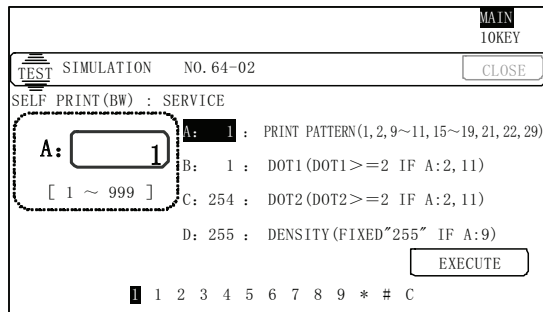 MAIN
10KEY
TEST SIMULATION NO.64-02 CLOSE
SELF PRINT(BW) : SERVICE
A: 1
[ 1 ~ 999 ]
A: 1 : PRINT PATTERN(1,2,9~11,15~19,21,22,29)
B: 1 : DOT1(DOT1>=2 IF A:2,11)
C: 254 : DOT2(DOT2>=2 IF A:2,11)
D: 255 : DENSITY(FIXED"255" IF A:9)
EXECUTE
1 1 2 3 4 5 6 7 8 9 * # C